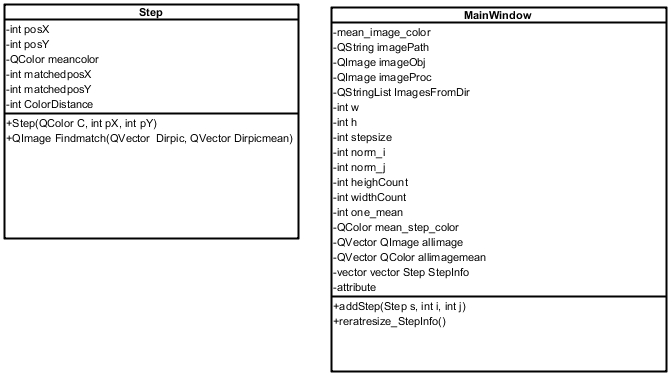 Step
-int posX
-int posY
-QColor meancolor
-int matchedposX
-int matchedposY
-int ColorDistance
+Step(QColor C, int pX, int pY)
+QImage Findmatch(QVector  Dirpic, QVector Dirpicmean)
MainWindow
-mean_image_color
-QString imagePath
-QImage imageObj
-QImage imageProc
-QStringList ImagesFromDir
-int w
-int h
-int stepsize
-int norm_i
-int norm_j
-int heighCount
-int widthCount
-int one_mean
-QColor mean_step_color
-QVector QImage allimage
-QVector QColor allimagemean
-vector vector Step StepInfo
-attribute
+addStep(Step s, int i, int j)
+reratresize_StepInfo()